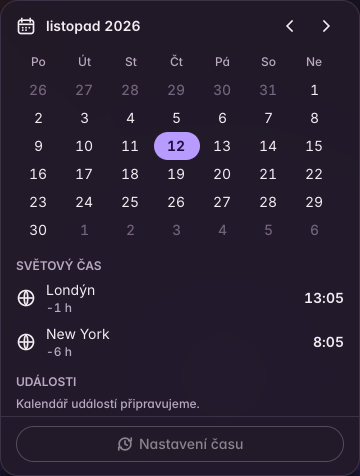 listopad 2026
Po Út St Čt Pá So Ne
26 27 28 29 30 31 1
2 3 4 5 6 7 8
9 10 11 12 13 14 15
16 17 18 19 20 21 22
23 24 25 26 27 28 29
30 1 2 3 4 5 6
SVĚTOVÝ ČAS
Londýn 13:05
-1 h
New York 8:05
-6 h
UDÁLOSTI
Kalendář událostí připravujeme.
Nastavení času